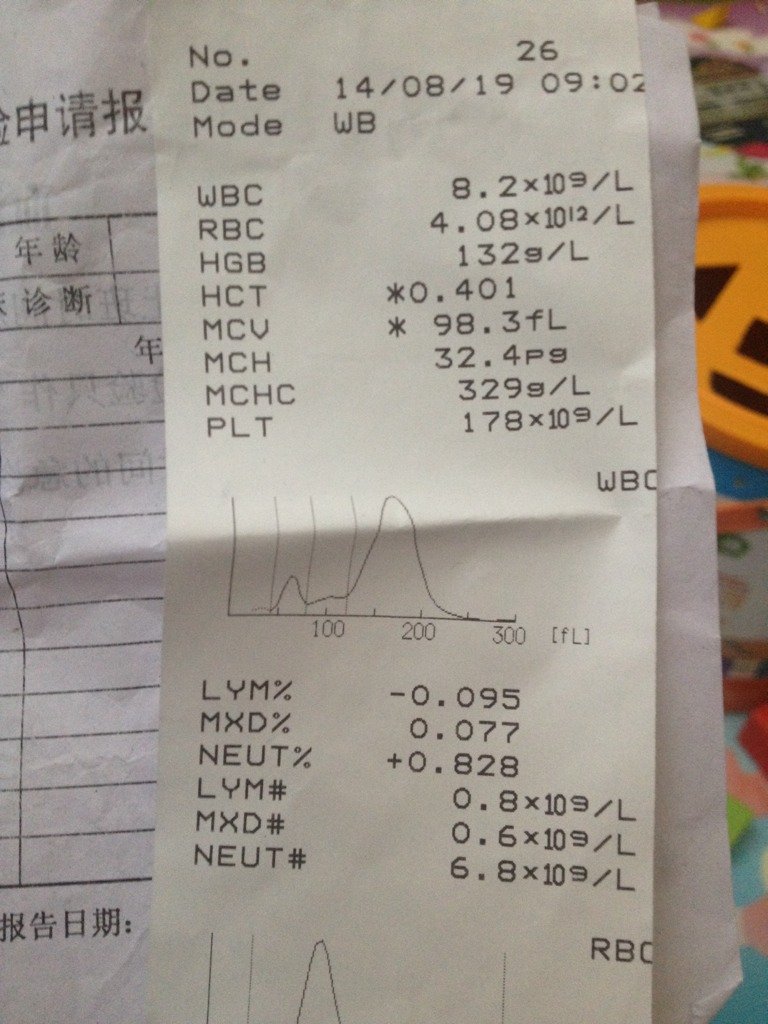 No. 26
Date 14/08/19 09:02
Mode WB
申请报
WBC 8.2×10⁹/L
RBC 4.08×10¹²/L
HGB 132g/L
HCT *0.401
MCV * 98.3fL
MCH 32.4pg
MCHC 329g/L
PLT 178×10⁹/L
年龄
诊断
年
WBC
100 200 300 [fL]
LYM% -0.095
MXD% 0.077
NEUT% +0.828
LYM# 0.8×10⁹/L
MXD# 0.6×10⁹/L
NEUT# 6.8×10⁹/L
报告日期:
RBC